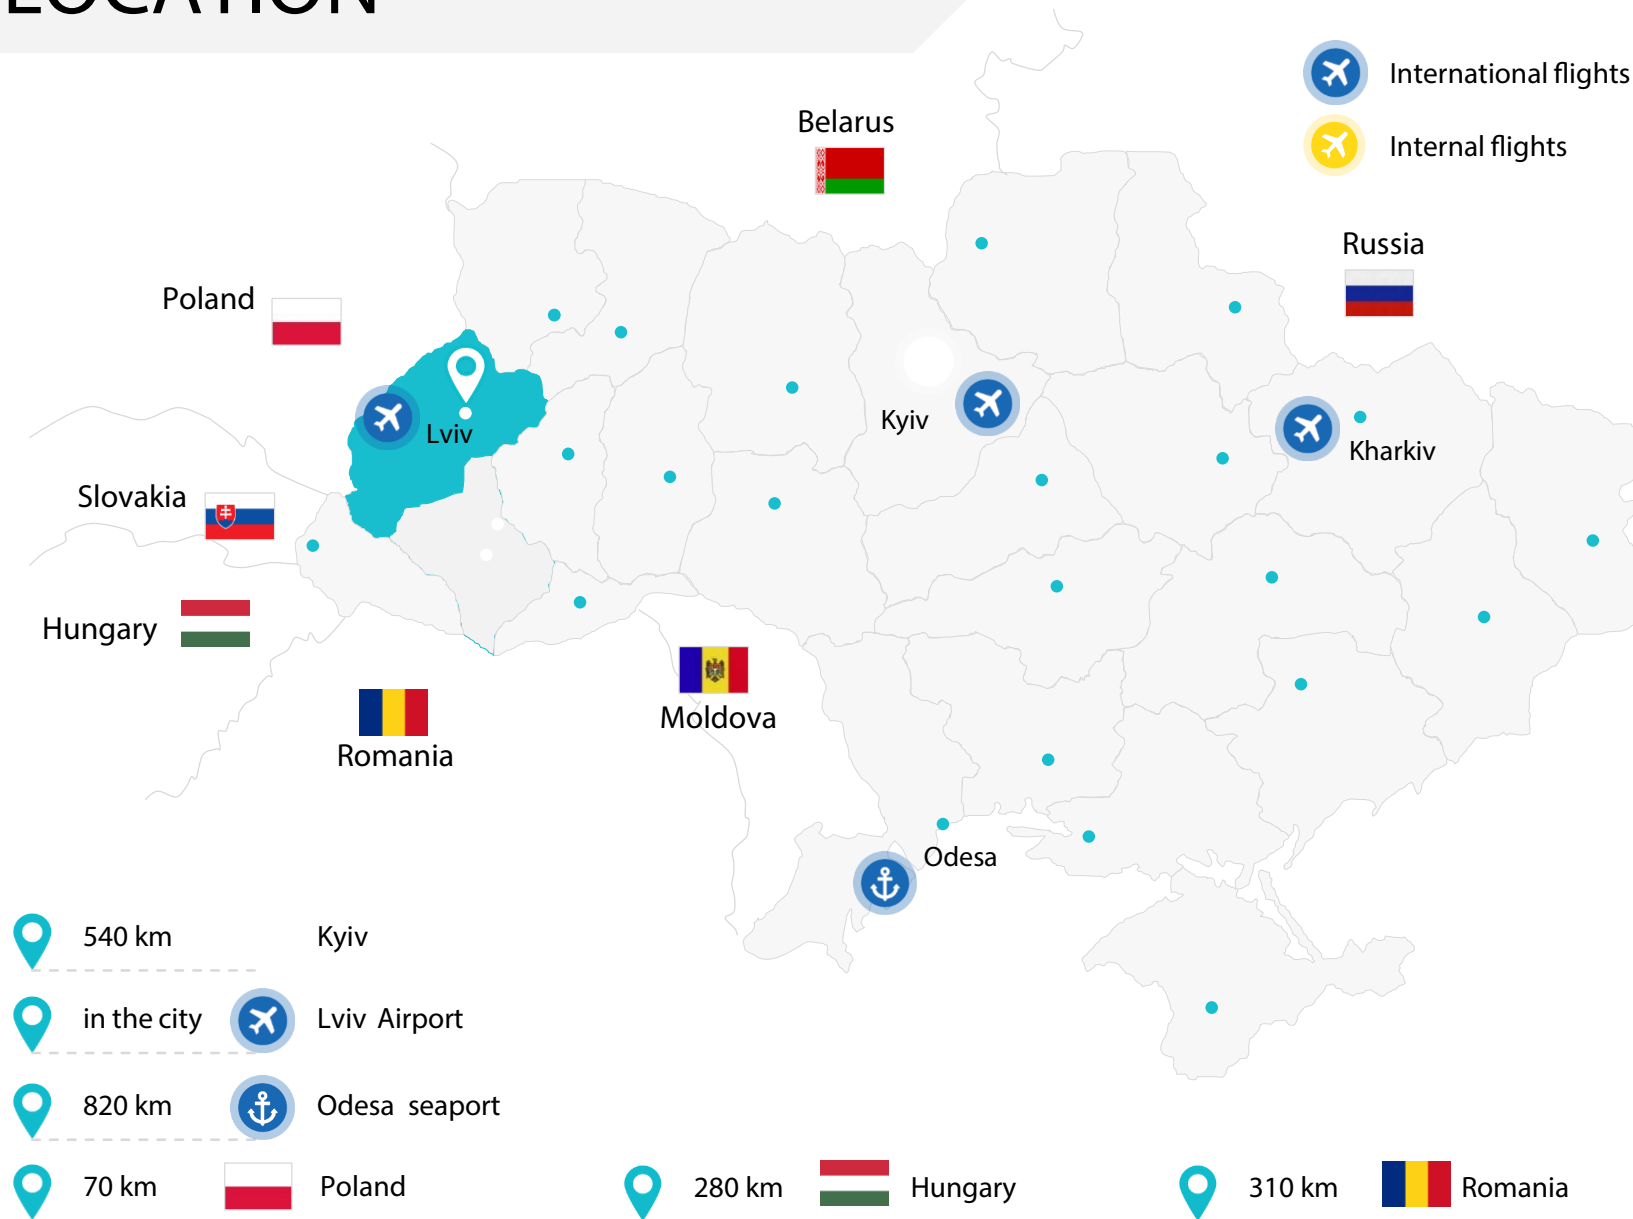 LOCATION
International flights
Internal flights
Belarus
Russia
Poland
Lviv
Kyiv
Kharkiv
Slovakia
Hungary
Romania
Moldova
Odesa
540 km Kyiv
in the city Lviv Airport
820 km Odesa seaport
70 km Poland 280 km Hungary 310 km Romania